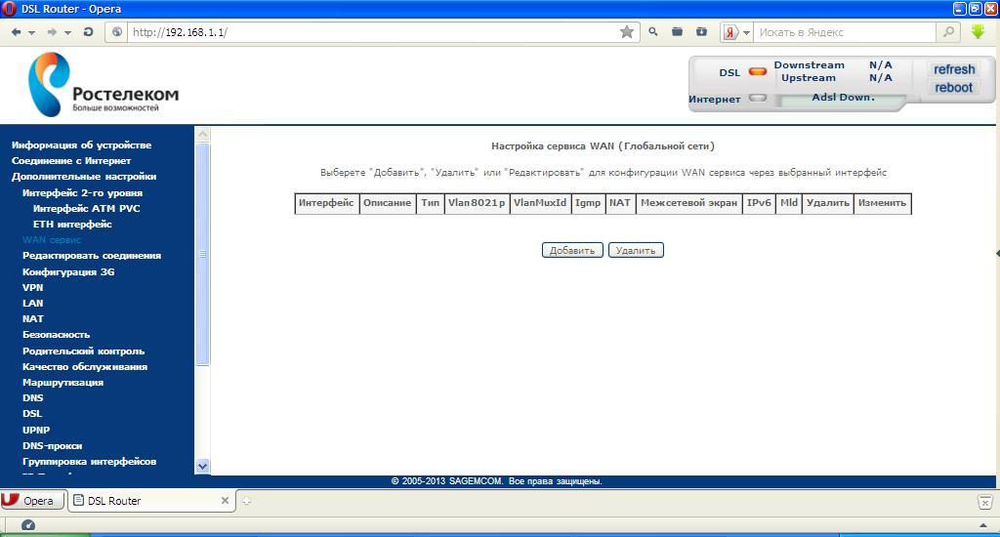 DSL Router - Opera
http://192.168.1.1/
Я
Искать в Яндекс
Ростелеком
Больше возможностей
DSL
Downstream N/A
Upstream N/A
refresh
reboot
Интернет
Adsl Down.
Информация об устройстве
Соединение с Интернет
Дополнительные настройки
Интерфейс 2-го уровня
Интерфейс ATM PVC
ETH интерфейс
WAN сервис
Редактировать соединения
Конфигурация 3G
VPN
LAN
NAT
Безопасность
Родительский контроль
Качество обслуживания
Маршрутизация
DNS
DSL
UPNP
DNS-прокси
Группировка интерфейсов
Настройка сервиса WAN (Глобальной сети)
Выберете "Добавить", "Удалить" или "Редактировать" для конфигурации WAN сервиса через выбранный интерфейс
Интерфейс Описание Тип Vlan8021p VlanMuxId Igmp NAT Межсетевой экран IPv6 Mld Удалить Изменить
Добавить Удалить
© 2005-2013 SAGEMCOM. Все права защищены.
Opera
DSL Router